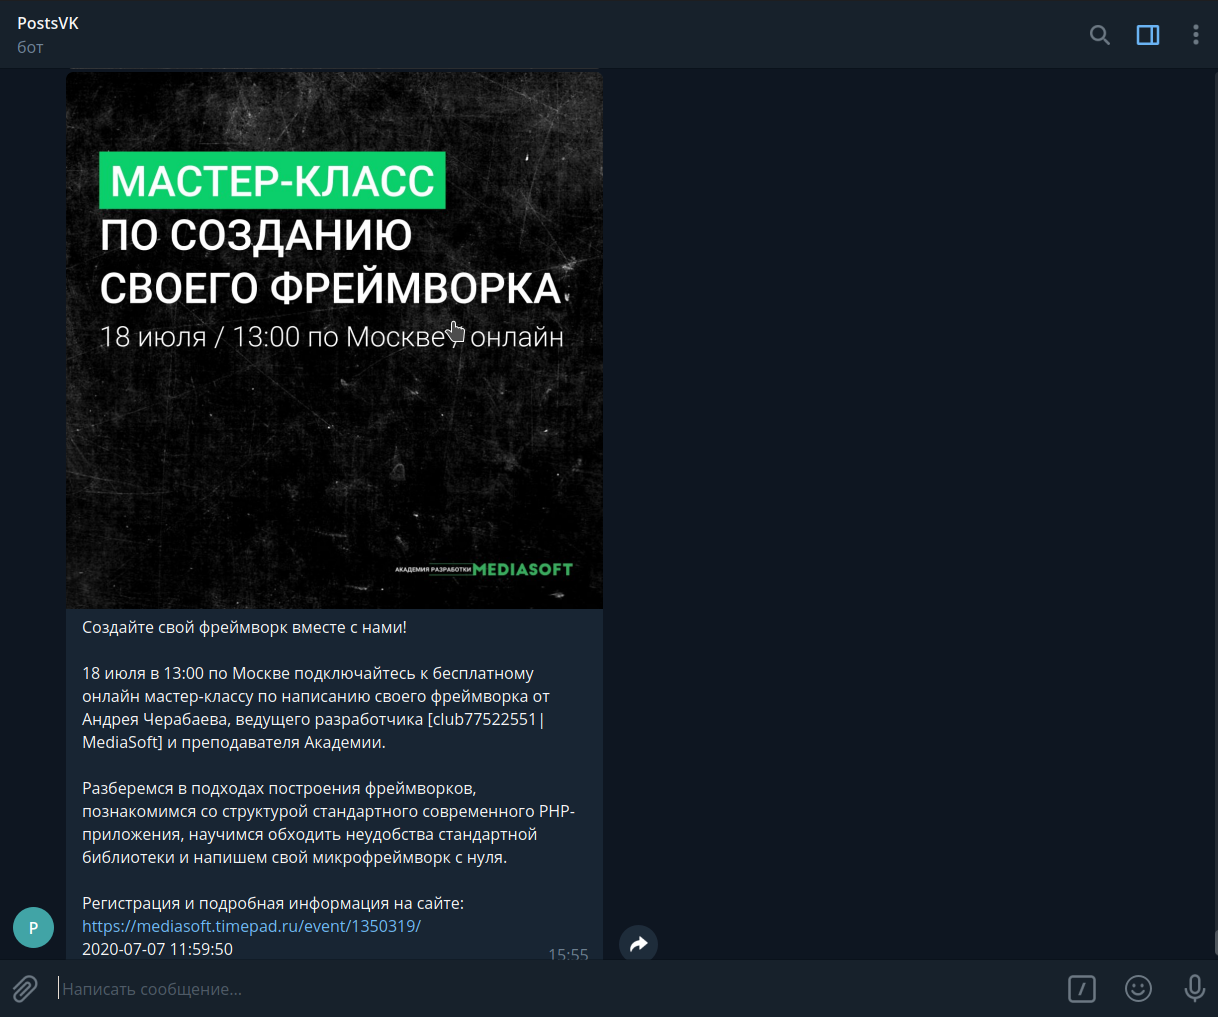 PostsVK
бот
МАСТЕР-КЛАСС
ПО СОЗДАНИЮ
СВОЕГО ФРЕЙМВОРКА
18 июля / 13:00 по Москве / онлайн
АКАДЕМИЯ РАЗРАБОТКИ MEDIASOFT
Создайте свой фреймворк вместе с нами!
18 июля в 13:00 по Москве подключайтесь к бесплатному
онлайн мастер-классу по написанию своего фреймворка от
Андрея Черабаева, ведущего разработчика [club77522551|
MediaSoft] и преподавателя Академии.
Разберемся в подходах построения фреймворков,
познакомимся со структурой стандартного современного PHP-
приложения, научимся обходить неудобства стандартной
библиотеки и напишем свой микрофреймворк с нуля.
Регистрация и подробная информация на сайте:
https://mediasoft.timepad.ru/event/1350319/
2020-07-07 11:59:50
15:55
P
Написать сообщение...